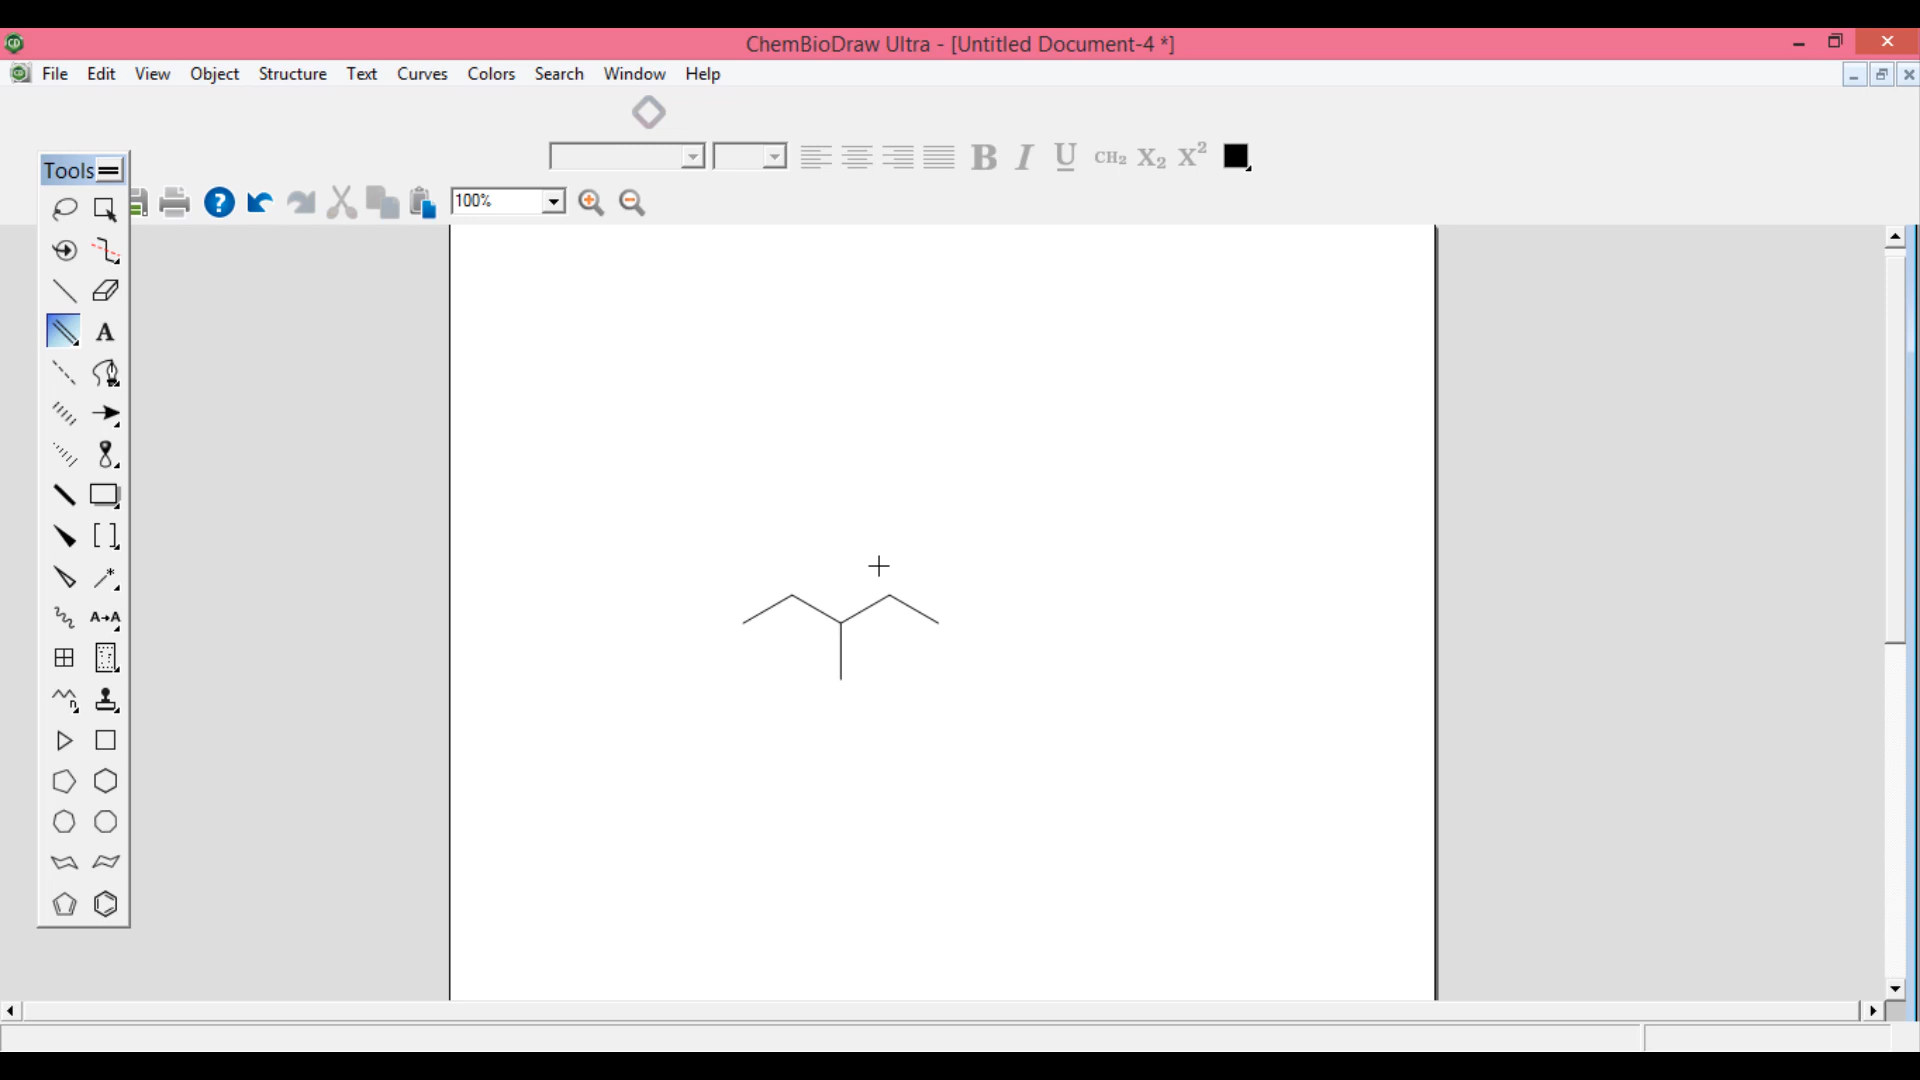 ChemBioDraw Ultra - [Untitled Document-4 *]
File Edit View Object Structure Text Curves Colors Search Window Help
B I U CH₂ X₂ X²
Tools
100%
A
A→A
n